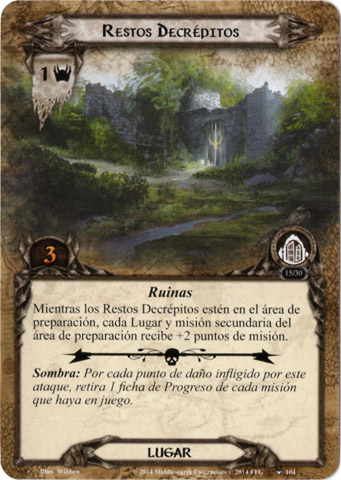 RESTOS DECRÉPITOS
1
3
15/30
Ruinas
Mientras los Restos Decrépitos estén en el área de
preparación, cada Lugar y misión secundaria del
área de preparación recibe +2 puntos de misión.
Sombra: Por cada punto de daño infligido por este
ataque, retira 1 ficha de Progreso de cada misión
que haya en juego.
LUGAR
Ilus. Wibben
© 2014 Middle-earth Enterprises © 2014 FFG
104